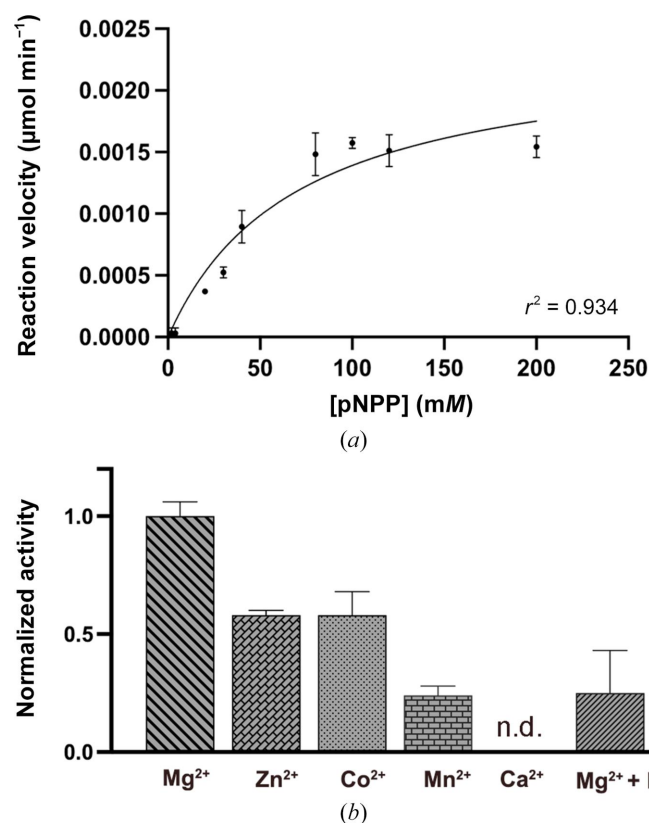 0.0025
0.0020
0.0015
0.0010
0.0005
0.0000
Reaction velocity (µmol min⁻¹)
r² = 0.934
0 50 100 150 200 250
[pNPP] (mM)
(a)
1.0
0.5
0.0
Normalized activity
n.d.
Mg²⁺ Zn²⁺ Co²⁺ Mn²⁺ Ca²⁺ Mg²⁺ +
(b)